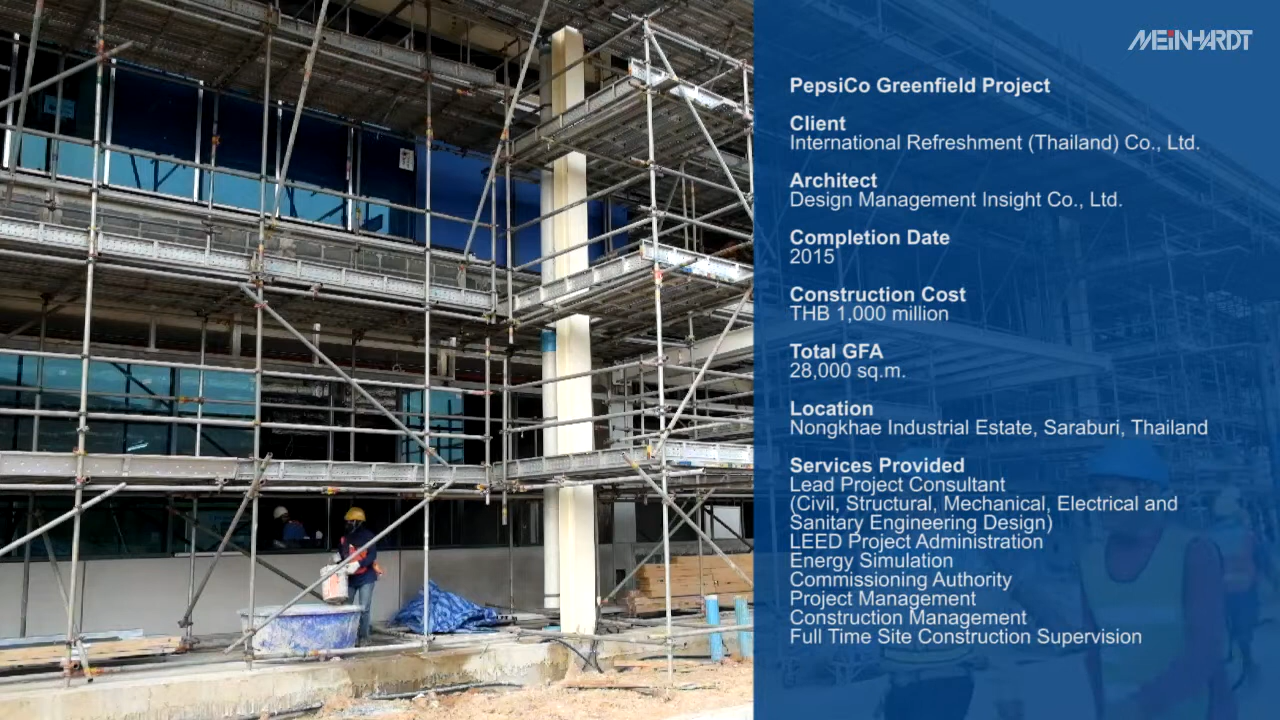 MEINHARDT
PepsiCo Greenfield Project
Client
International Refreshment (Thailand) Co., Ltd.
Architect
Design Management Insight Co., Ltd.
Completion Date
2015
Construction Cost
THB 1,000 million
Total GFA
28,000 sq.m.
Location
Nongkhae Industrial Estate, Saraburi, Thailand
Services Provided
Lead Project Consultant
(Civil, Structural, Mechanical, Electrical and
Sanitary Engineering Design)
LEED Project Administration
Energy Simulation
Commissioning Authority
Project Management
Construction Management
Full Time Site Construction Supervision